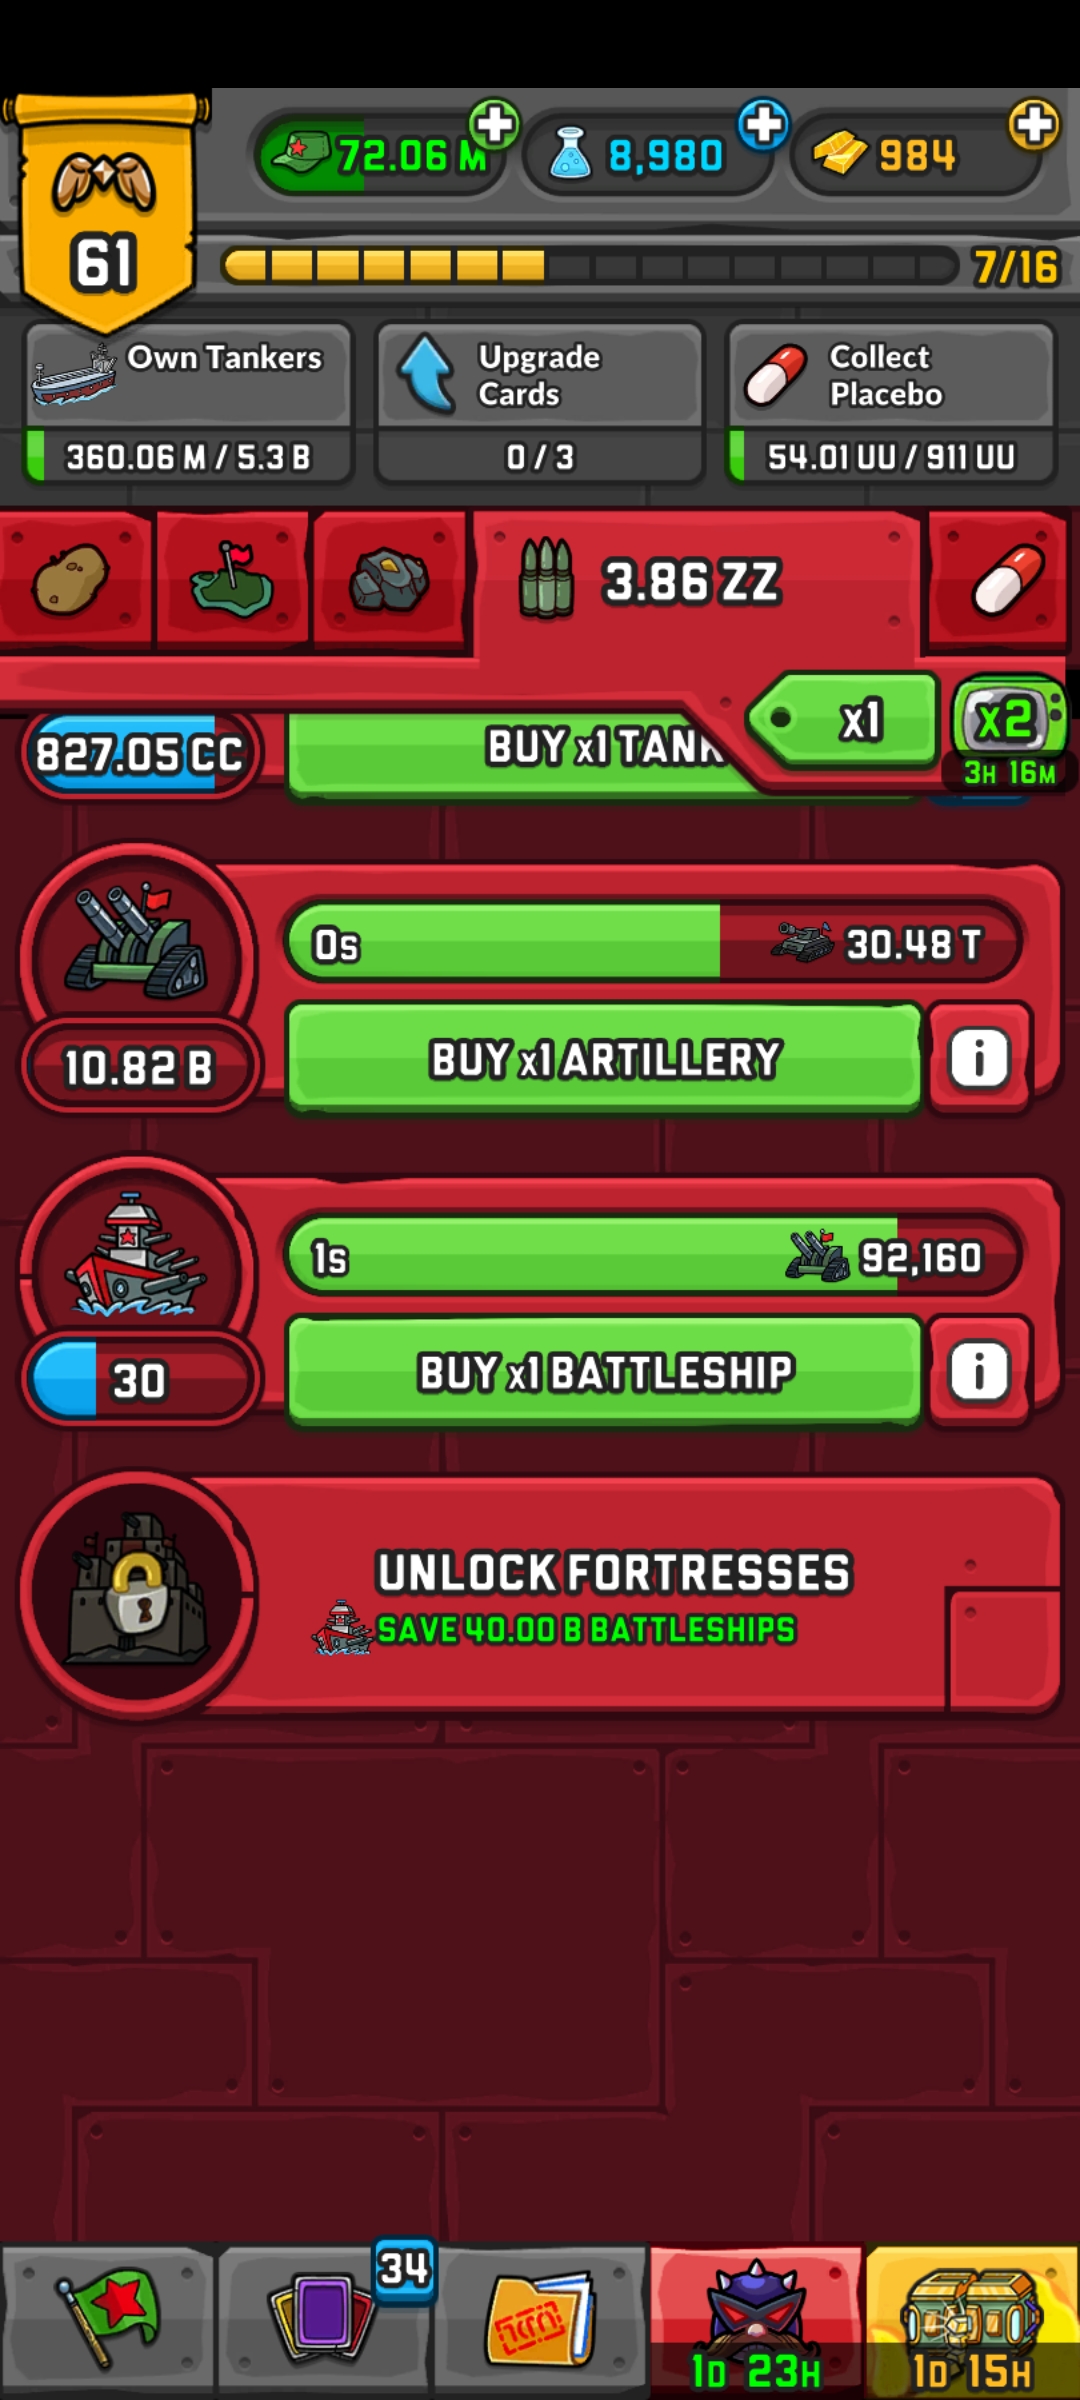 72.06 M
8,980
984
61
7/16
Own Tankers
360.06 M / 5.3 B
Upgrade
Cards
0 / 3
Collect
Placebo
54.01 UU / 911 UU
3.86 ZZ
x1
x2
3H 16M
827.05 CC
BUY x1 TANK
0s
30.48 T
10.82 B
BUY x1 ARTILLERY
i
1s
92,160
30
BUY x1 BATTLESHIP
i
UNLOCK FORTRESSES
SAVE 40.00 B BATTLESHIPS
34
1D 23H
1D 15H